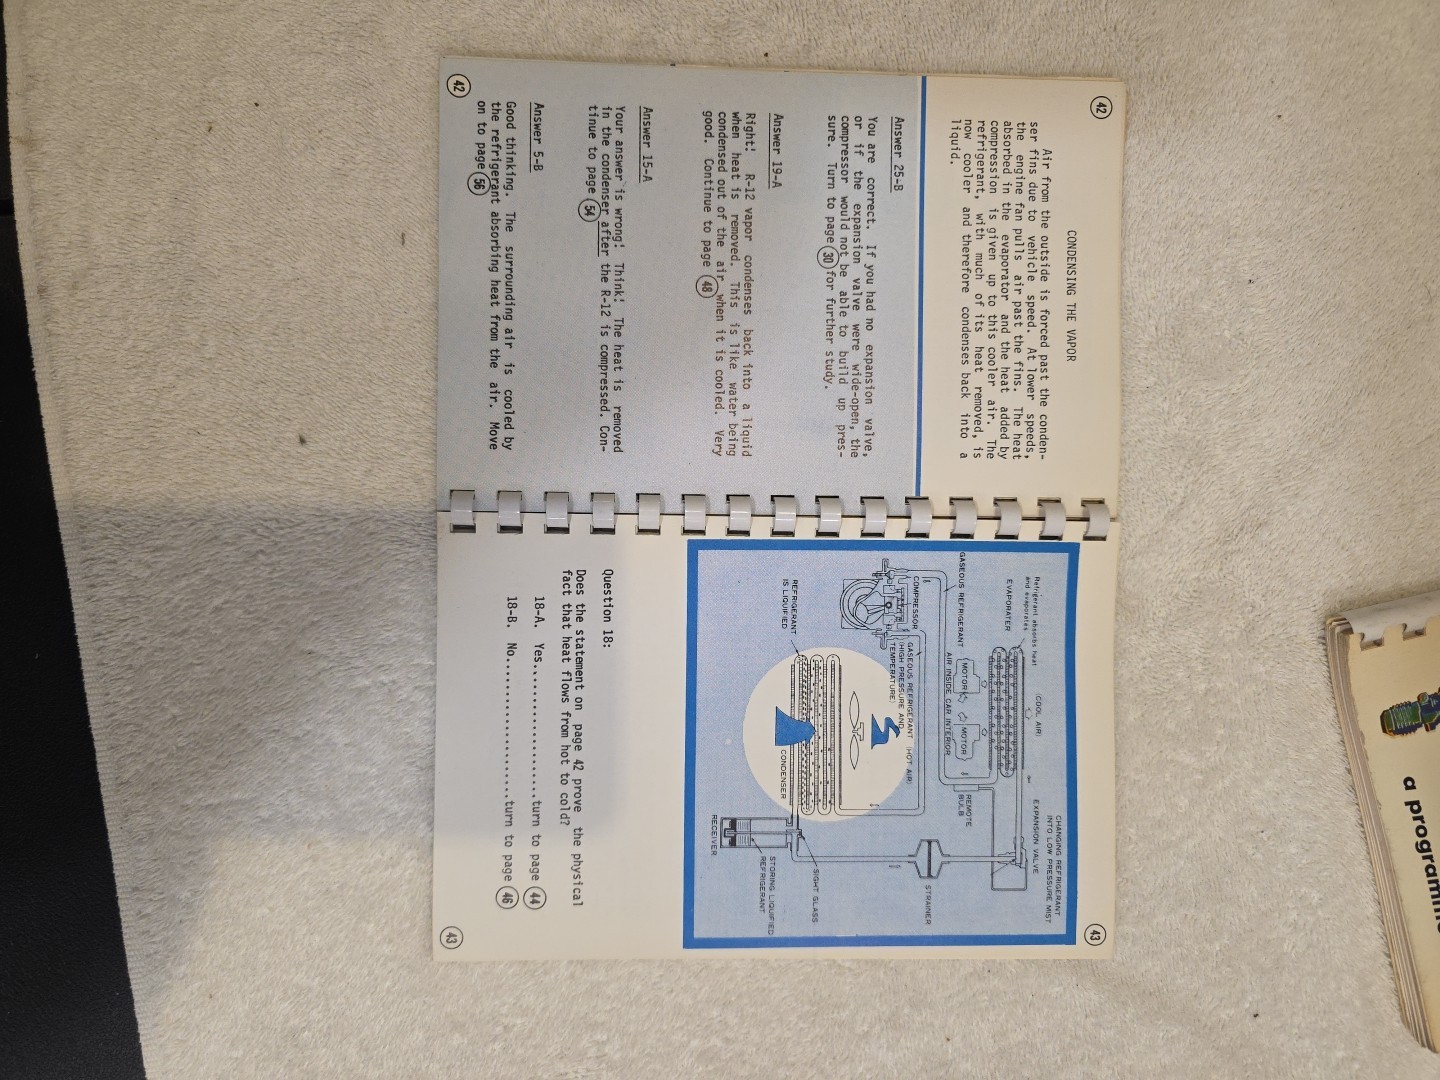 42
CONDENSING THE VAPOR
Air from the outside is forced past the conden-
ser fins due to vehicle speed. At lower speeds,
the engine fan pulls air past the fins. The heat
absorbed in the evaporator and the heat added by
compression is given up to this cooler air. The
refrigerant, with much of its heat removed, is
now cooler and therefore condenses back into a
liquid.
Answer 25-B
You are correct. If you had no expansion valve,
or if the expansion valve were wide-open, the
compressor would not be able to build up pres-
sure. Turn to page 30 for further study.
Answer 19-A
Right! R-12 vapor condenses back into a liquid
when heat is removed. This is like water being
condensed out of the air when it is cooled. Very
good. Continue to page 48
Answer 15-A
Your answer is wrong! Think! The heat is removed
in the condenser after the R-12 is compressed. Con-
tinue to page 54
Answer 5-B
Good thinking. The surrounding air is cooled by
the refrigerant absorbing heat from the air. Move
on to page 56
42
43
CHANGING REFRIGERANT
INTO LOW PRESSURE MIST
EXPANSION VALVE
Refrigerant absorbs heat
and evaporates
(COOL AIR)
EVAPORATER
REMOTE
BULB
MOTOR
MOTOR
AIR INSIDE CAR INTERIOR
GASEOUS REFRIGERANT
STRAINER
COMPRESSOR
GASEOUS REFRIGERANT
(HIGH PRESSURE AND
TEMPERATURE)
(HOT AIR)
SIGHT GLASS
REFRIGERANT
IS LIQUIFIED
CONDENSER
STORING LIQUIFIED
REFRIGERANT
RECEIVER
Question 18:
Does the statement on page 42 prove the physical
fact that heat flows from hot to cold?
18-A. Yes....................turn to page 44
18-B. No.....................turn to page 46
43
a programm